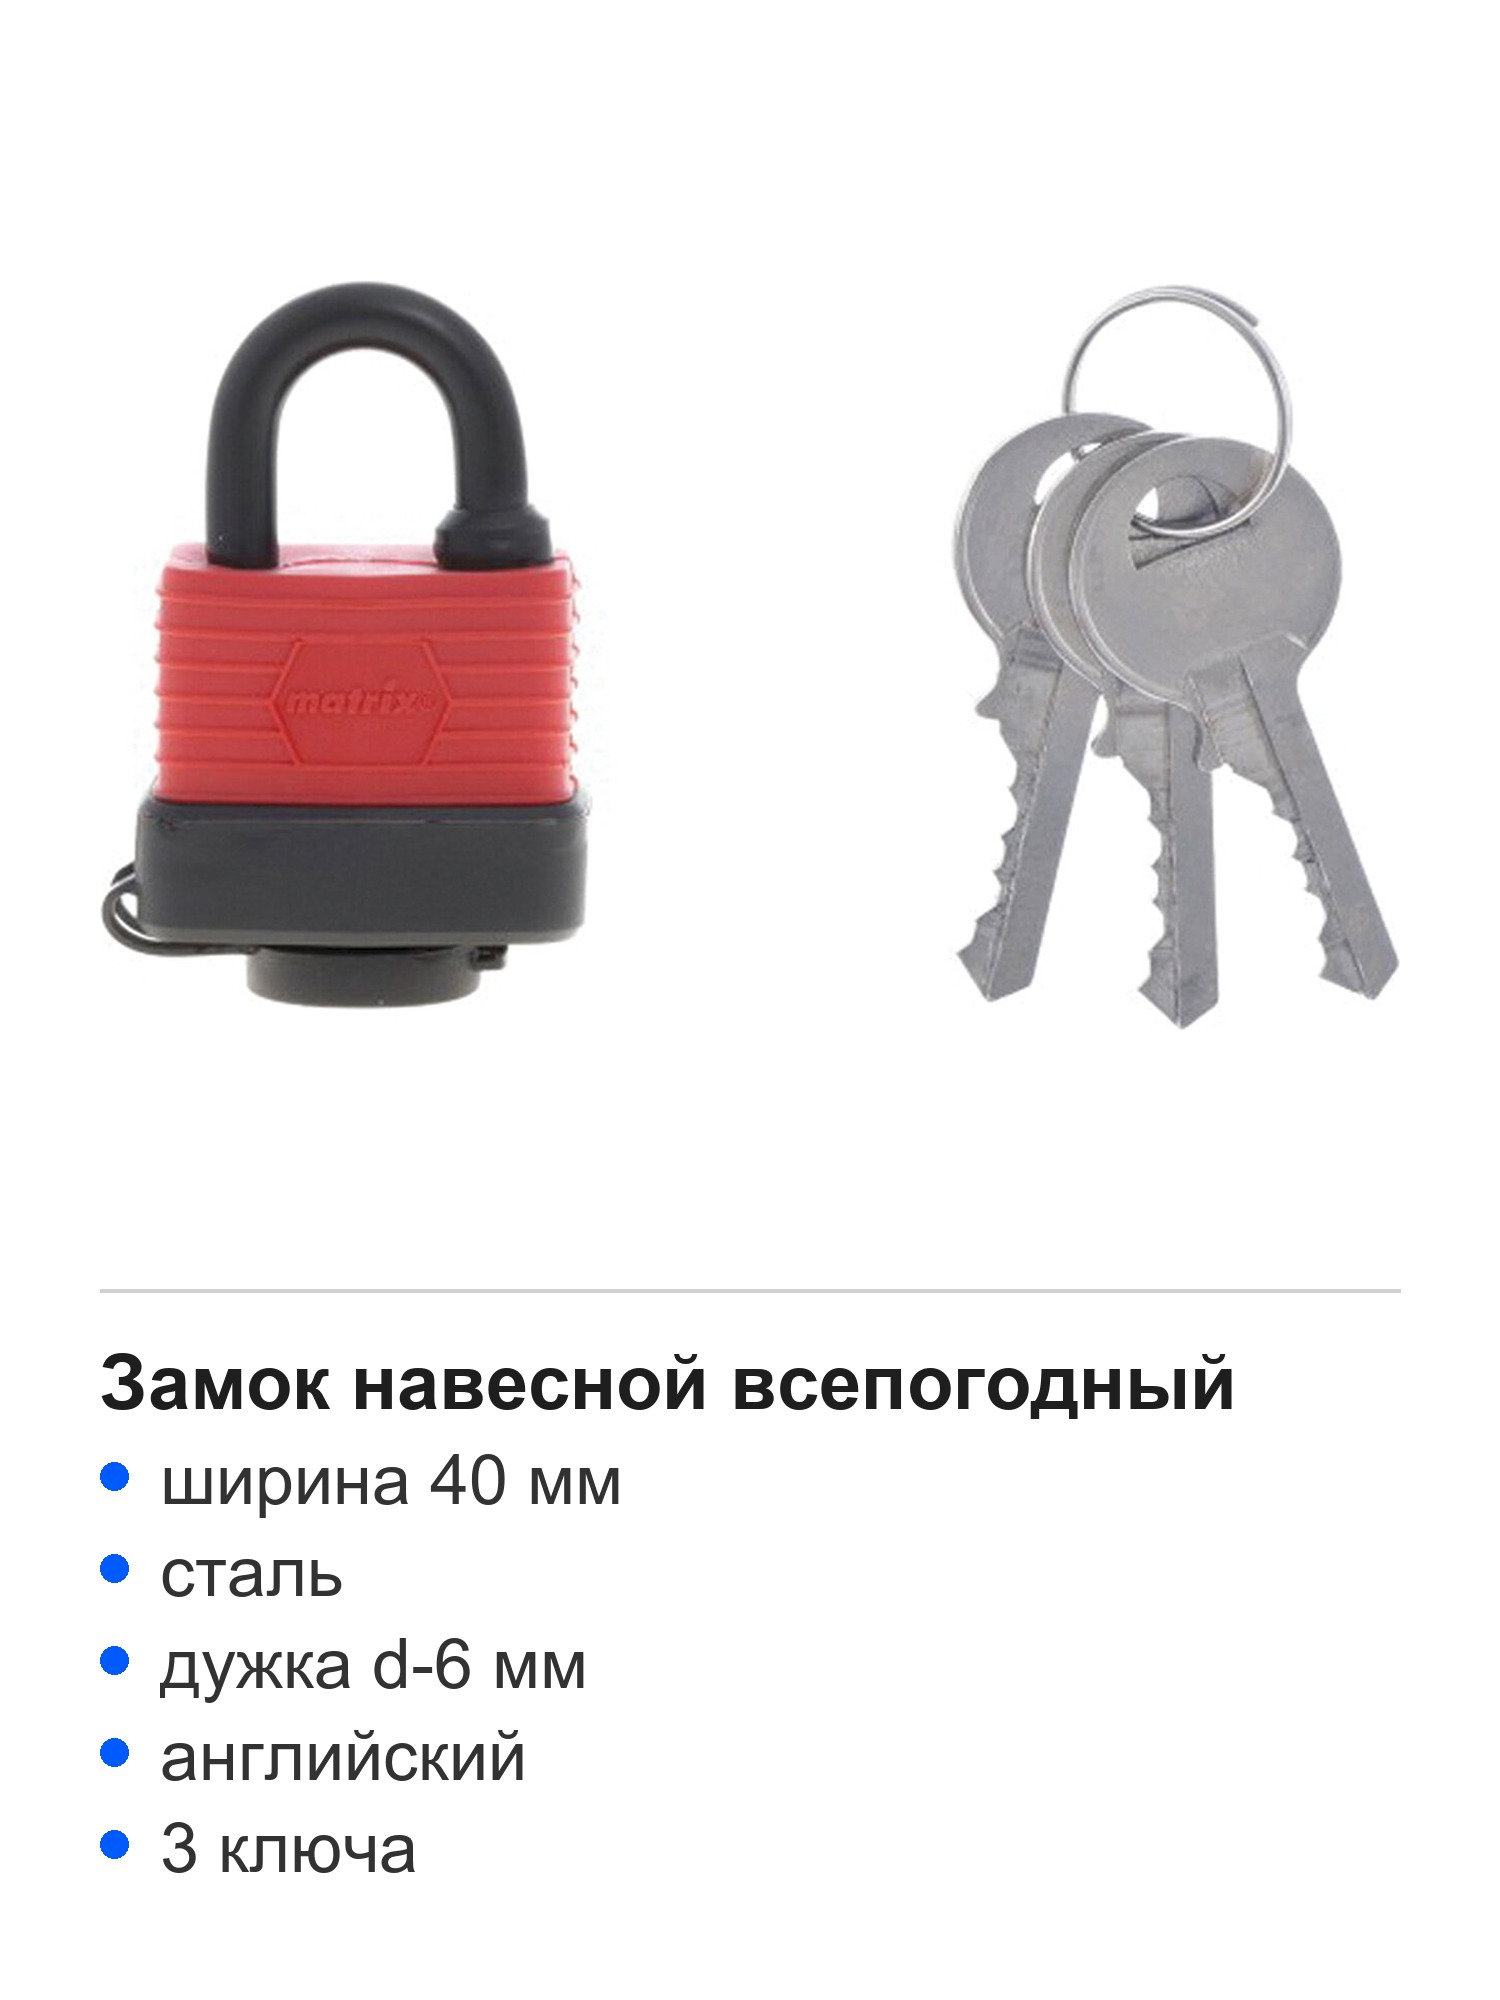 matrix®
Замок навесной всепогодный
ширина 40 мм
сталь
дужка d-6 мм
английский
3 ключа